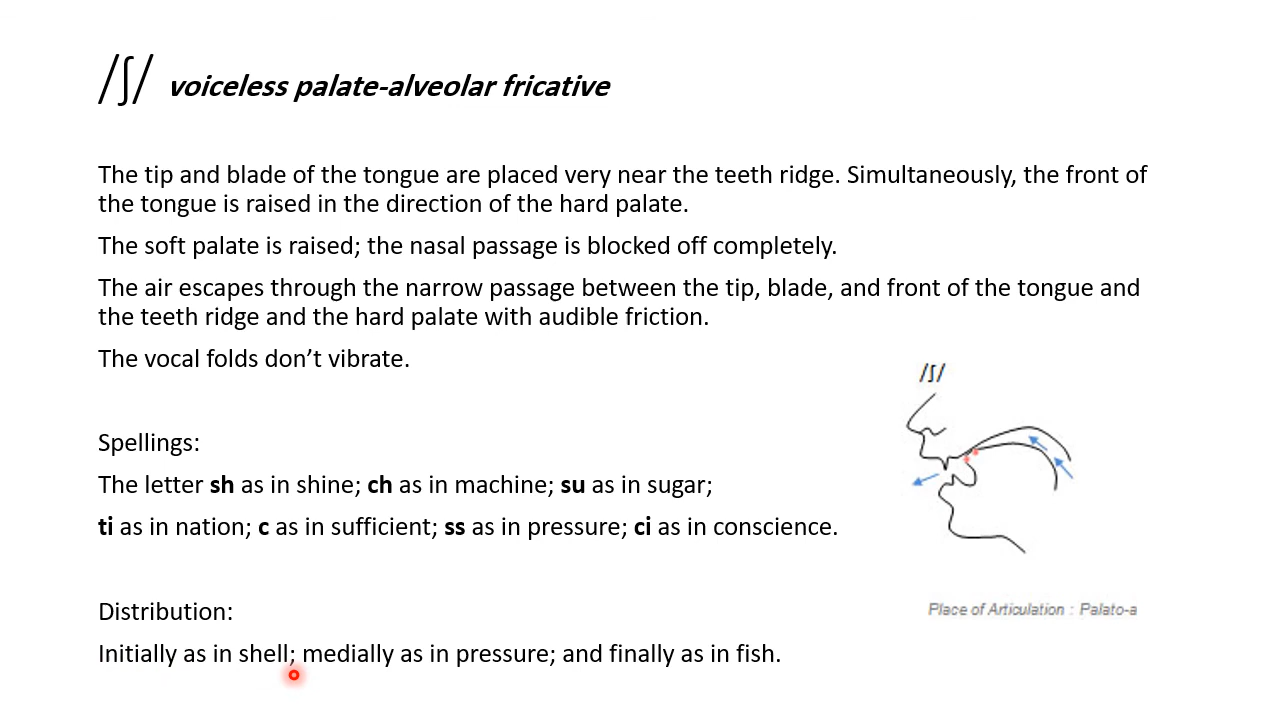 /ʃ/ voiceless palate-alveolar fricative
The tip and blade of the tongue are placed very near the teeth ridge. Simultaneously, the front of
the tongue is raised in the direction of the hard palate.
The soft palate is raised; the nasal passage is blocked off completely.
The air escapes through the narrow passage between the tip, blade, and front of the tongue and
the teeth ridge and the hard palate with audible friction.
The vocal folds don’t vibrate.
/ʃ/
Spellings:
The letter sh as in shine; ch as in machine; su as in sugar;
ti as in nation; c as in sufficient; ss as in pressure; ci as in conscience.
Place of Articulation : Palato-a
Distribution:
Initially as in shell; medially as in pressure; and finally as in fish.